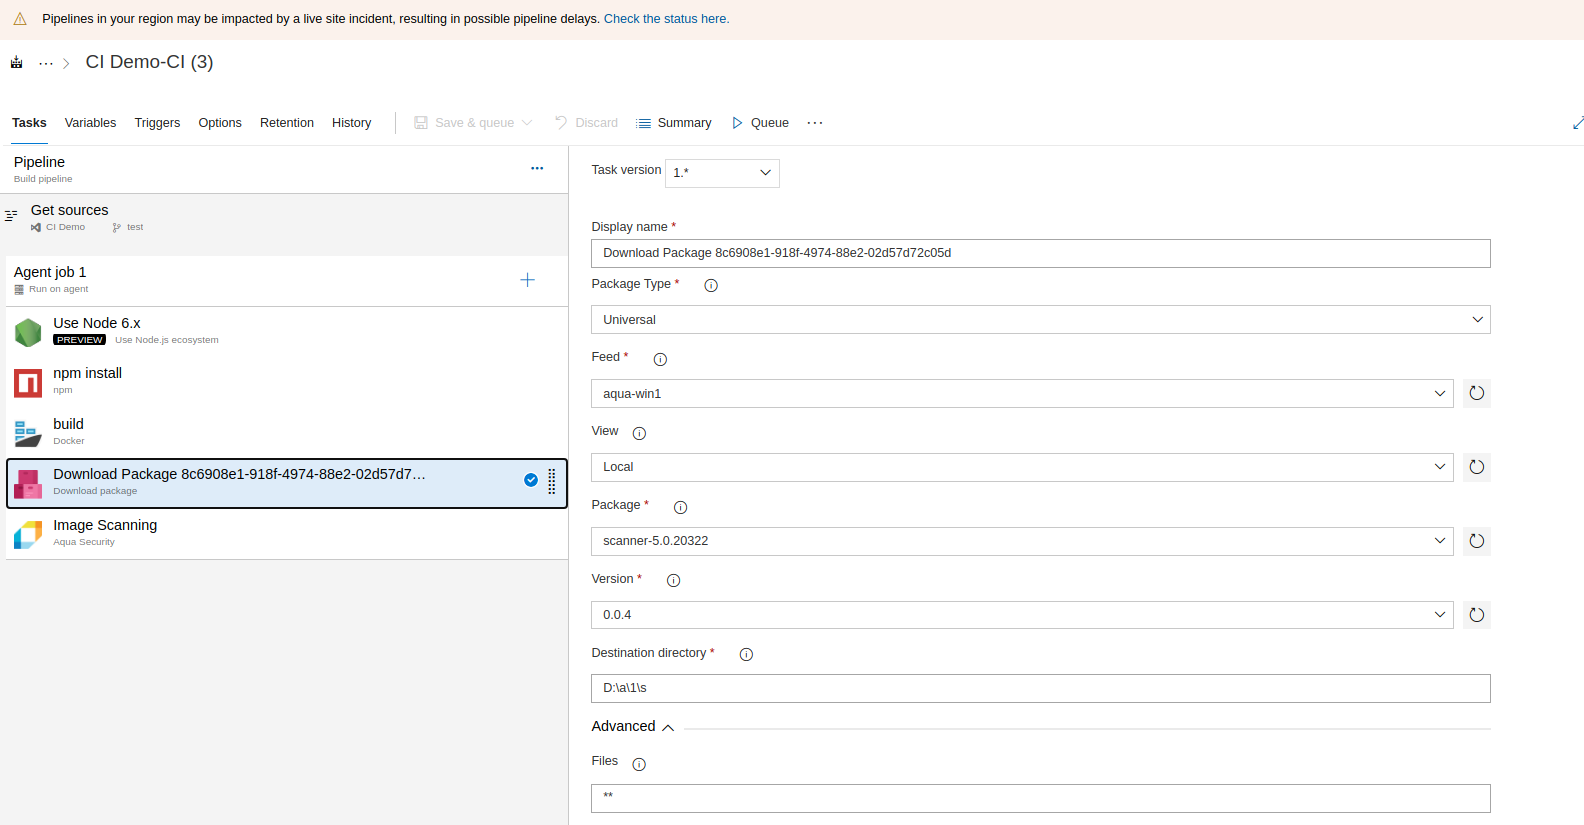 Pipelines in your region may be impacted by a live site incident, resulting in possible pipeline delays. Check the status here.
··· > CI Demo-CI (3)
Tasks Variables Triggers Options Retention History Save & queue Discard Summary Queue ···
Pipeline
Build pipeline
···
Get sources
CI Demo test
Agent job 1
Run on agent
Use Node 6.x
PREVIEW Use Node.js ecosystem
npm install
npm
build
Docker
Download Package 8c6908e1-918f-4974-88e2-02d57d7…
Download package
Image Scanning
Aqua Security
Task version 1.*
Display name *
Download Package 8c6908e1-918f-4974-88e2-02d57d72c05d
Package Type *
Universal
Feed *
aqua-win1
View
Local
Package *
scanner-5.0.20322
Version *
0.0.4
Destination directory *
D:\a\1\s
Advanced
Files
**